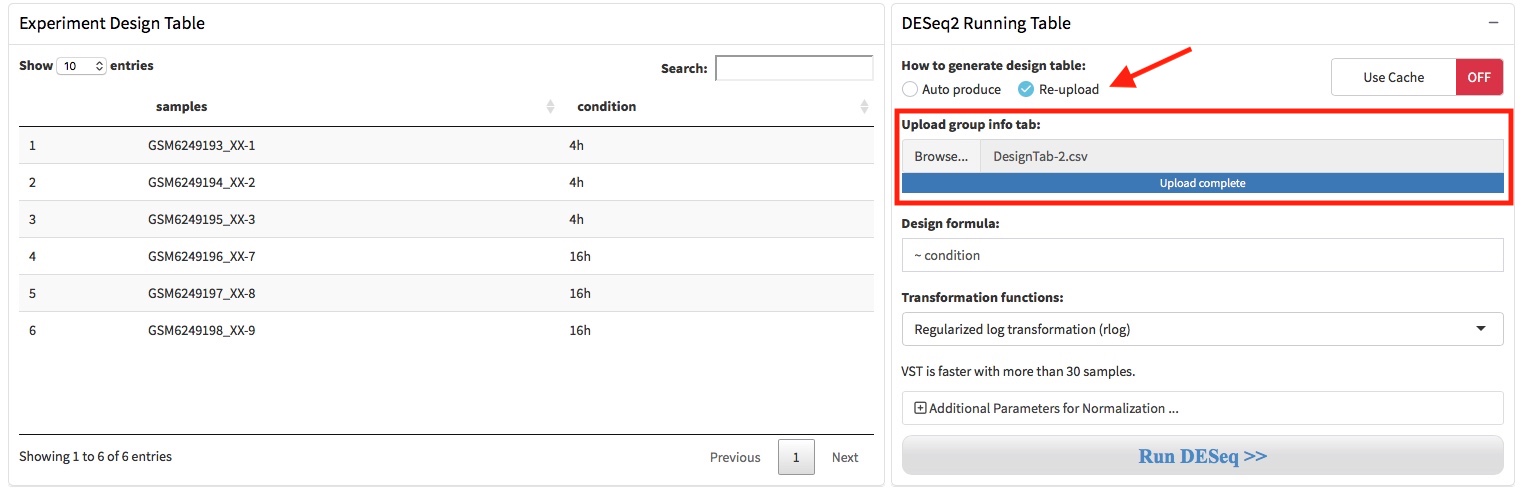 Experiment Design Table
Show 10 entries
Search:
samples condition
1 GSM6249193_XX-1 4h
2 GSM6249194_XX-2 4h
3 GSM6249195_XX-3 4h
4 GSM6249196_XX-7 16h
5 GSM6249197_XX-8 16h
6 GSM6249198_XX-9 16h
Showing 1 to 6 of 6 entries
Previous 1 Next
DESeq2 Running Table
How to generate design table:
Auto produce Re-upload
Use Cache OFF
Upload group info tab:
Browse... DesignTab-2.csv
Upload complete
Design formula:
~ condition
Transformation functions:
Regularized log transformation (rlog)
VST is faster with more than 30 samples.
Additional Parameters for Normalization ...
Run DESeq >>